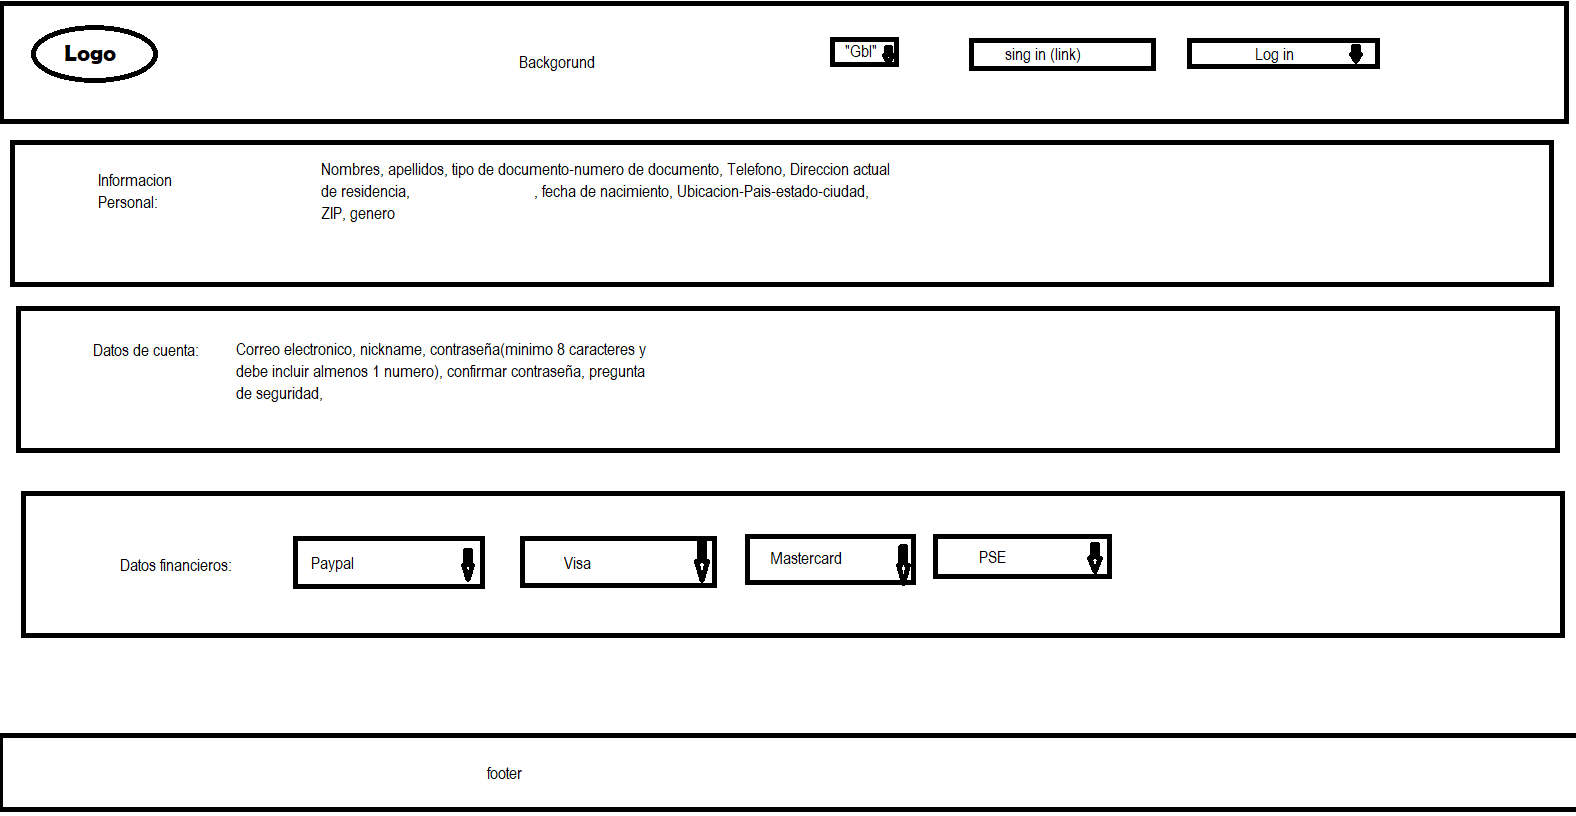 Logo
Backgorund
"Gbl"
sing in (link)
Log in
Informacion
Personal:
Nombres, apellidos, tipo de documento-numero de documento, Telefono, Direccion actual
de residencia, , fecha de nacimiento, Ubicacion-Pais-estado-ciudad,
ZIP, genero
Datos de cuenta:
Correo electronico, nickname, contraseña(minimo 8 caracteres y
debe incluir almenos 1 numero), confirmar contraseña, pregunta
de seguridad,
Datos financieros:
Paypal
Visa
Mastercard
PSE
footer